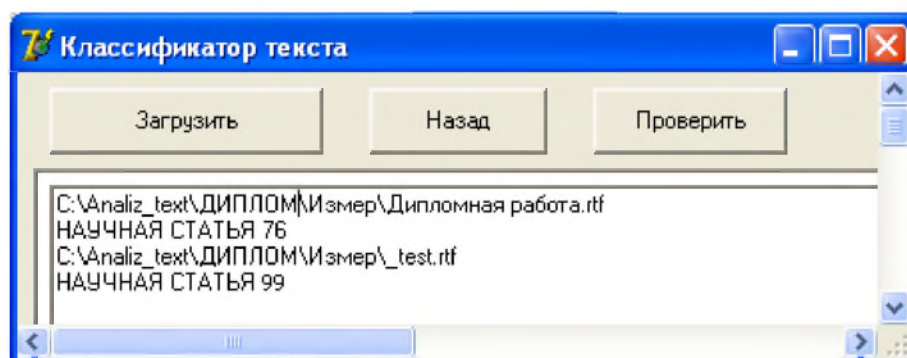 Классификатор текста
Загрузить Назад Проверить
C:\Analiz_text\ДИПЛОМ\Измер\Дипломная работа.rtf
НАУЧНАЯ СТАТЬЯ 76
C:\Analiz_text\ДИПЛОМ\Измер\_test.rtf
НАУЧНАЯ СТАТЬЯ 99